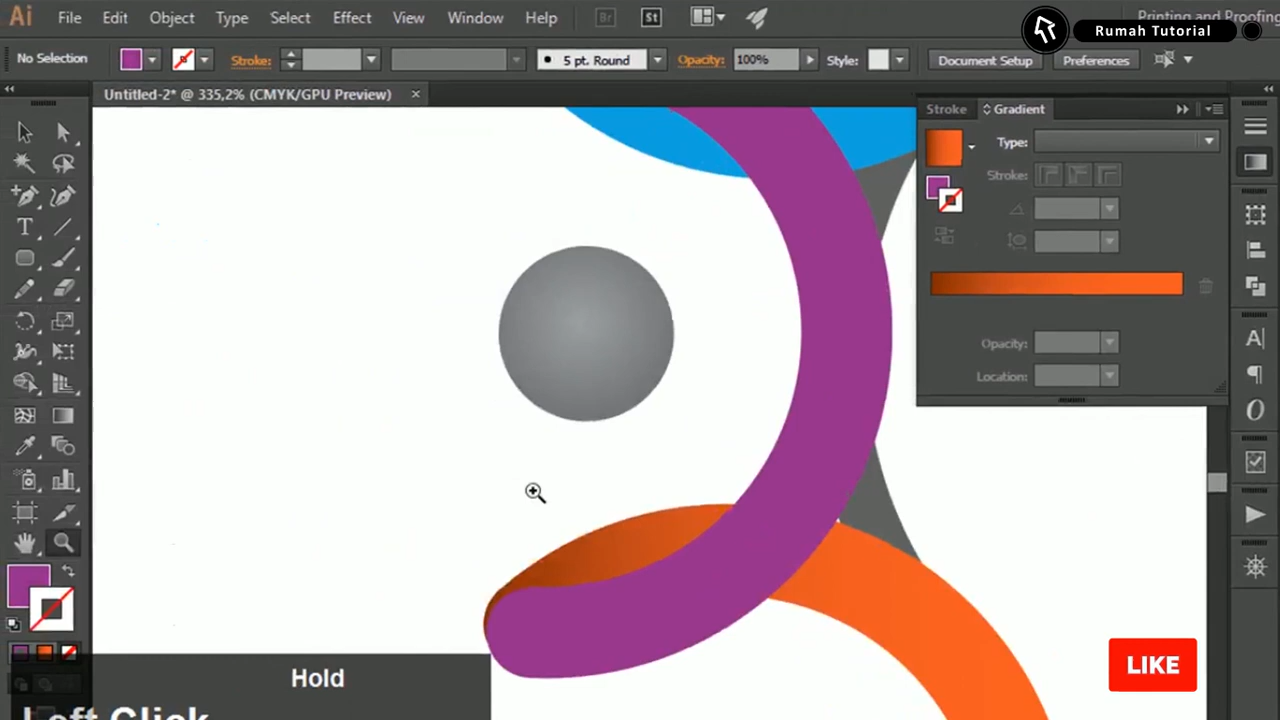 Ai File Edit Object Type Select Effect View Window Help Br St Printing and Proofing
Rumah Tutorial
No Selection Stroke: 5 pt. Round Opacity: 100% Style: Document Setup Preferences
Untitled-2* @ 335,2% (CMYK/GPU Preview) ×
Stroke Gradient
Type:
Stroke:
Opacity:
Location:
LIKE
Hold
Left Click